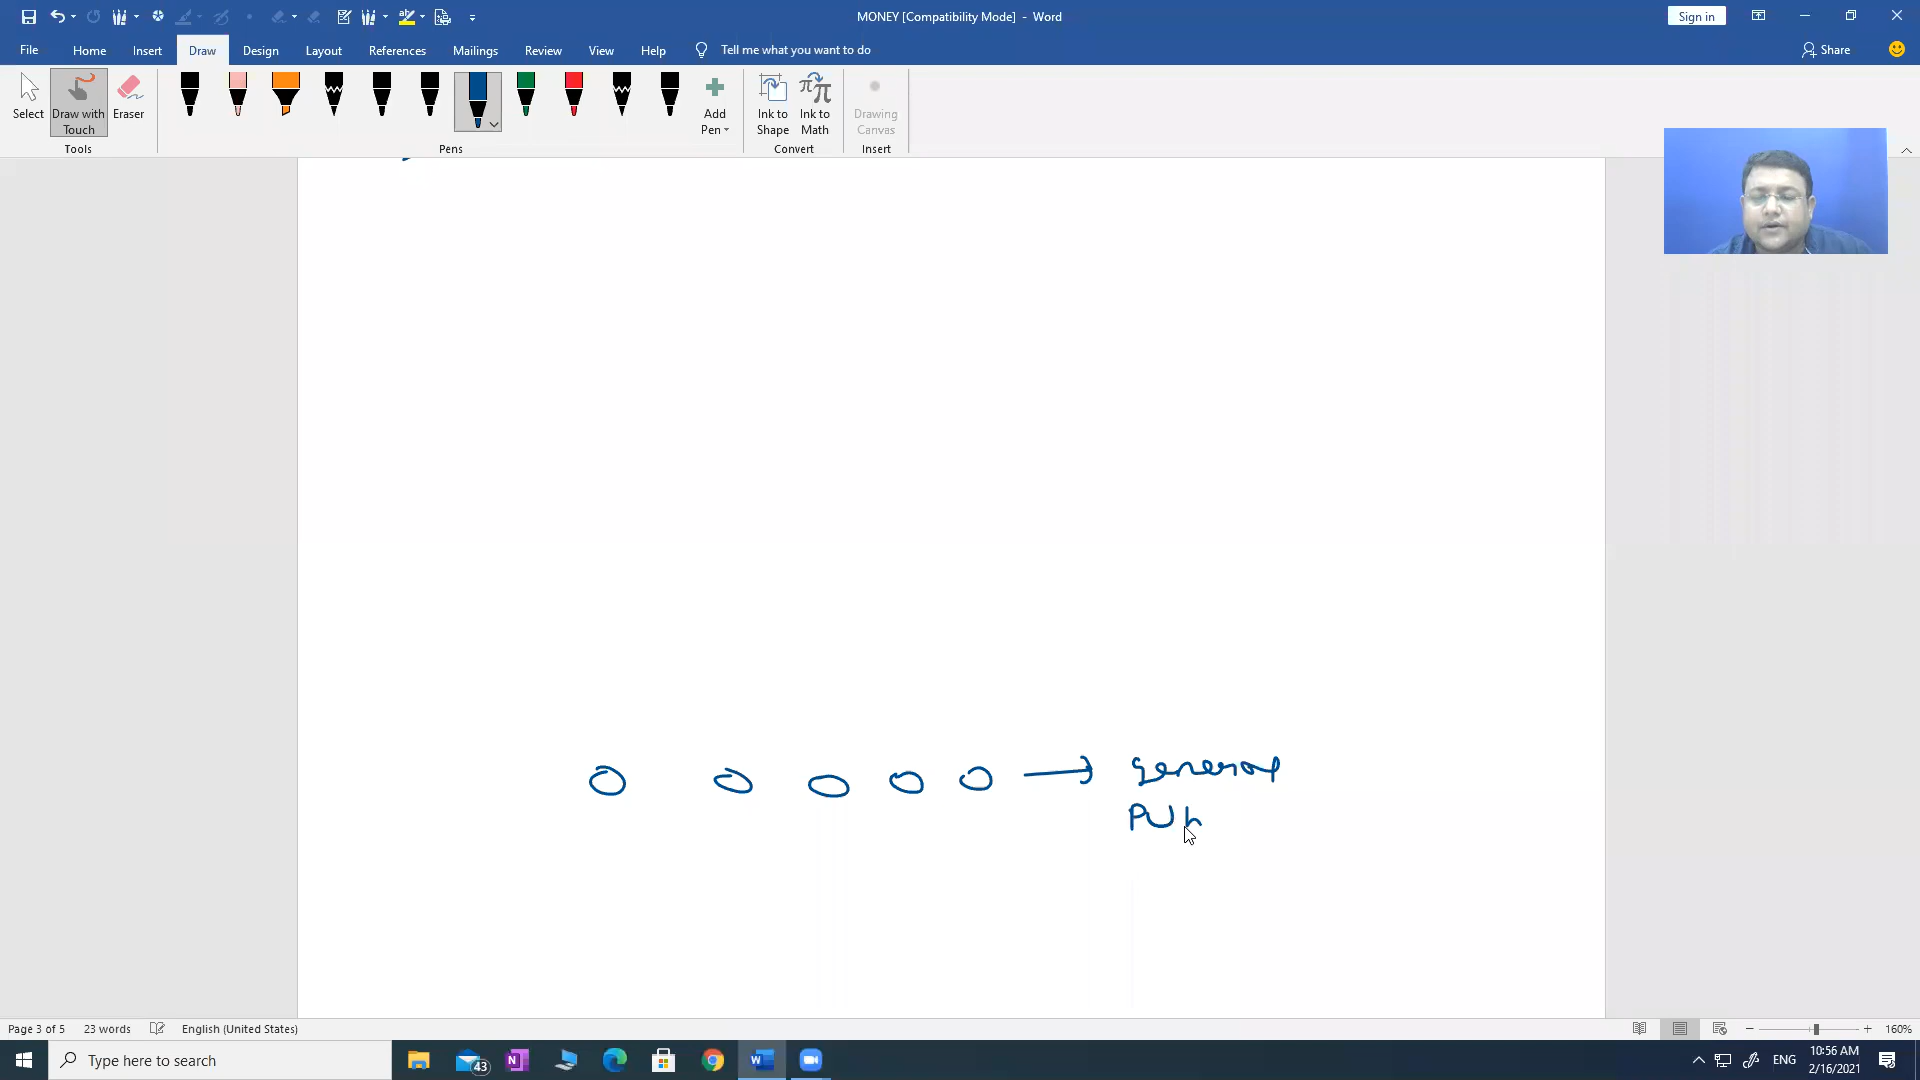 MONEY [Compatibility Mode] - Word
Sign in
File Home Insert Draw Design Layout References Mailings Review View Help Tell me what you want to do
Share
Select Draw with Touch Eraser
Add Pen
Ink to Shape Ink to Math
Drawing Canvas
Tools Pens Convert Insert
general
Pub
Page 3 of 5 23 words English (United States)
160%
Type here to search
43
ENG
10:56 AM
2/16/2021